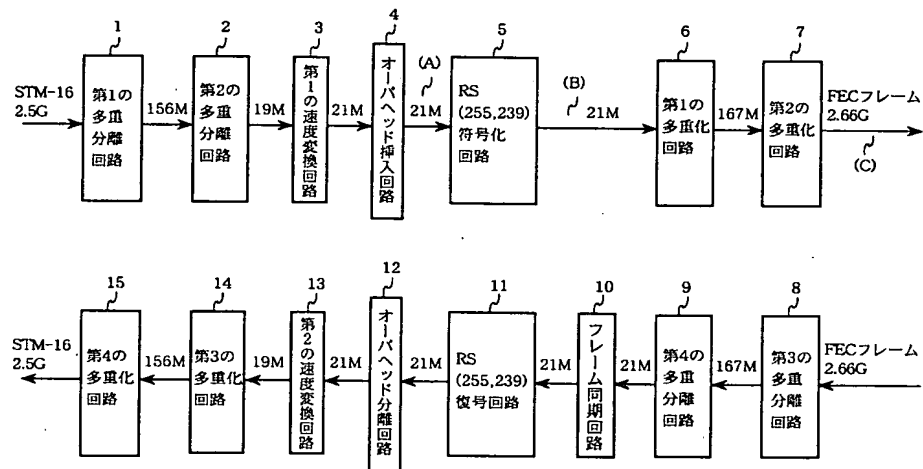 1
2
3
4
5
6
7
STM-16
2.5G
第1の
多重
分離
回路
156M
第2の
多重
分離
回路
19M
第1の速度変換回路
21M
オーバヘッド挿入回路
(A)
21M
RS
(255,239)
符号化
回路
(B)
21M
第1の
多重化
回路
167M
第2の
多重化
回路
FECフレーム
2.66G
(C)
15
14
13
12
11
10
9
8
STM-16
2.5G
第4の
多重化
回路
156M
第3の
多重化
回路
19M
第2の速度変換回路
21M
オーバヘッド分離回路
21M
RS
(255,239)
復号回路
21M
フレーム同期回路
21M
第4の
多重
分離
回路
167M
第3の
多重
分離
回路
FECフレーム
2.66G